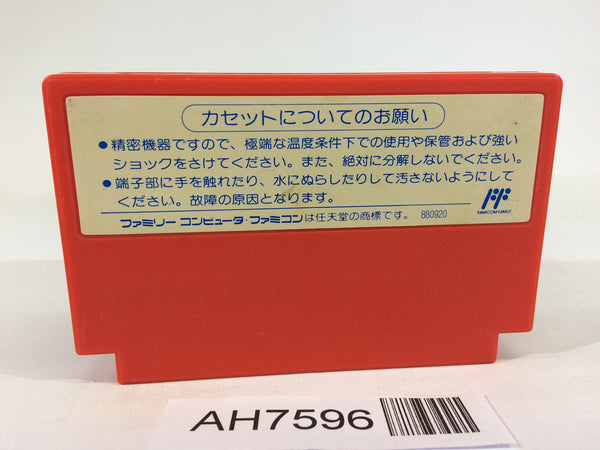 カセットについてのお願い
●精密機器ですので、極端な温度条件下での使用や保管および強い
ショックをさけてください。また、絶対に分解しないでください。
●端子部に手を触れたり、水にぬらしたりして汚さないようにして
ください。故障の原因となります。
ファミリーコンピュータ・ファミコンは任天堂の商標です。 880920
AH7596